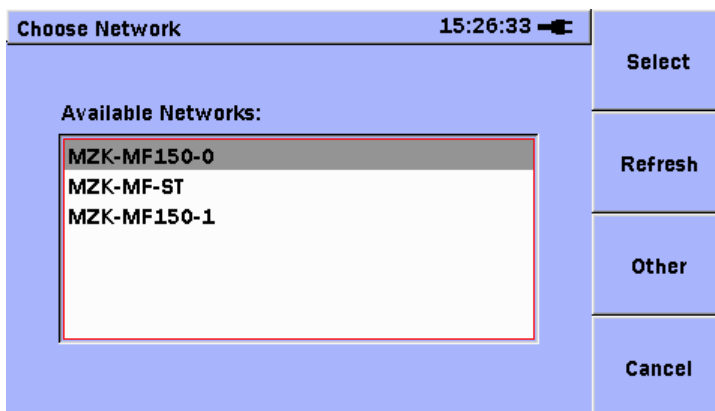 Choose Network 15:26:33
Select
Available Networks:
MZK-MF150-0
MZK-MF-ST
MZK-MF150-1
Refresh
Other
Cancel